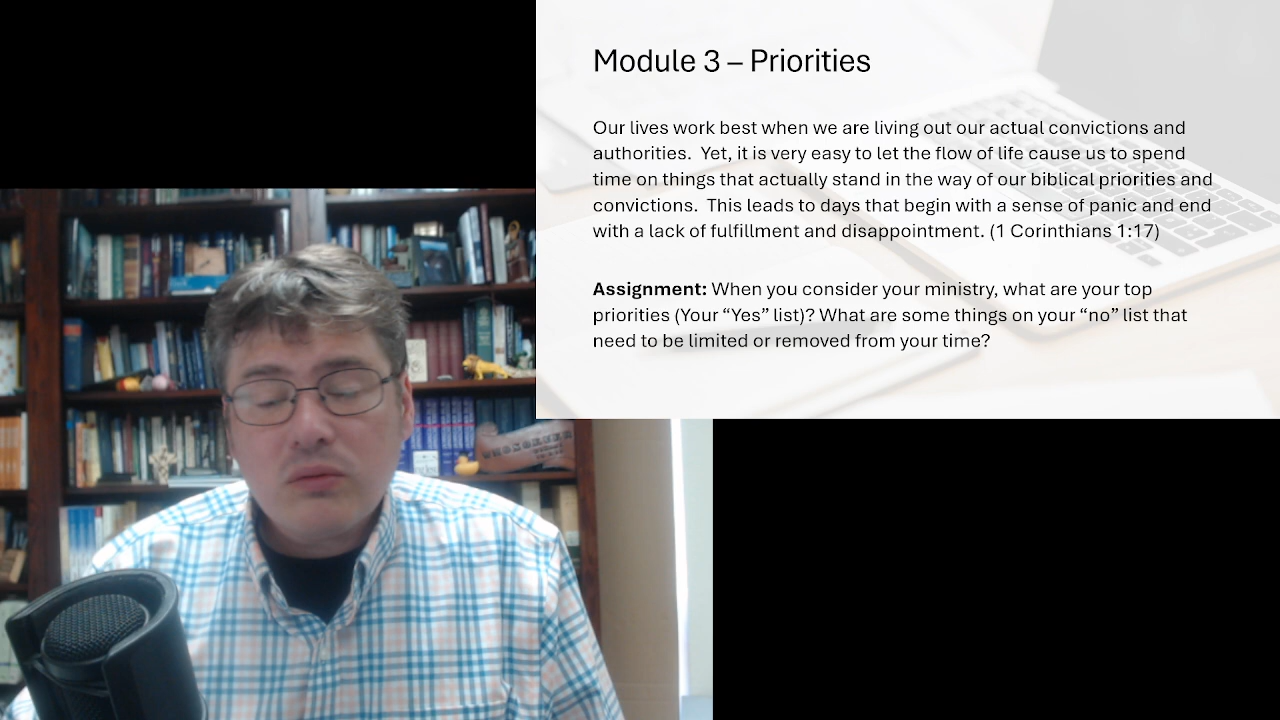 Module 3 – Priorities
Our lives work best when we are living out our actual convictions and
authorities.  Yet, it is very easy to let the flow of life cause us to spend
time on things that actually stand in the way of our biblical priorities and
convictions.  This leads to days that begin with a sense of panic and end
with a lack of fulfillment and disappointment. (1 Corinthians 1:17)
Assignment: When you consider your ministry, what are your top
priorities (Your “Yes” list)? What are some things on your “no” list that
need to be limited or removed from your time?